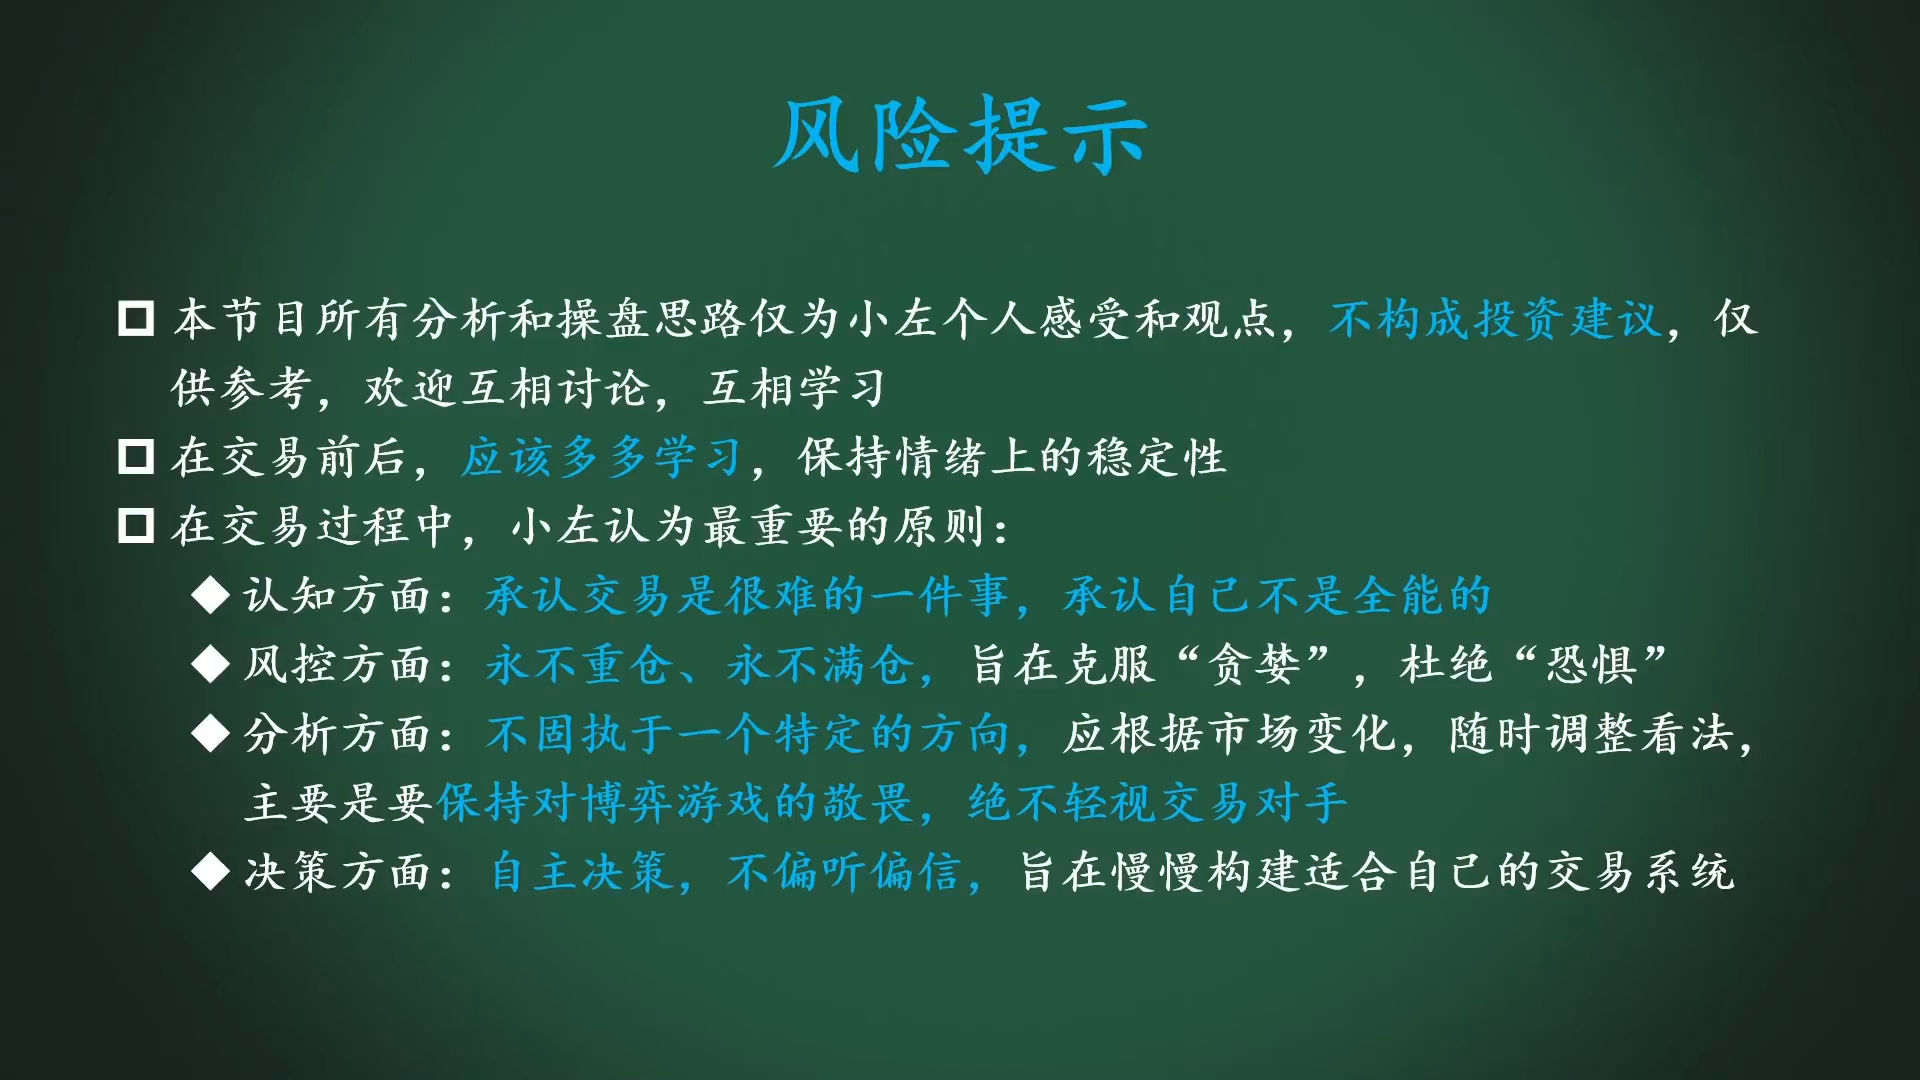 风险提示
本节目所有分析和操盘思路仅为小左个人感受和观点，不构成投资建议，仅
供参考，欢迎互相讨论，互相学习
在交易前后，应该多多学习，保持情绪上的稳定性
在交易过程中，小左认为最重要的原则：
认知方面：承认交易是很难的一件事，承认自己不是全能的
风控方面：永不重仓、永不满仓，旨在克服“贪婪”，杜绝“恐惧”
分析方面：不固执于一个特定的方向，应根据市场变化，随时调整看法，
主要是要保持对博弈游戏的敬畏，绝不轻视交易对手
决策方面：自主决策，不偏听偏信，旨在慢慢构建适合自己的交易系统